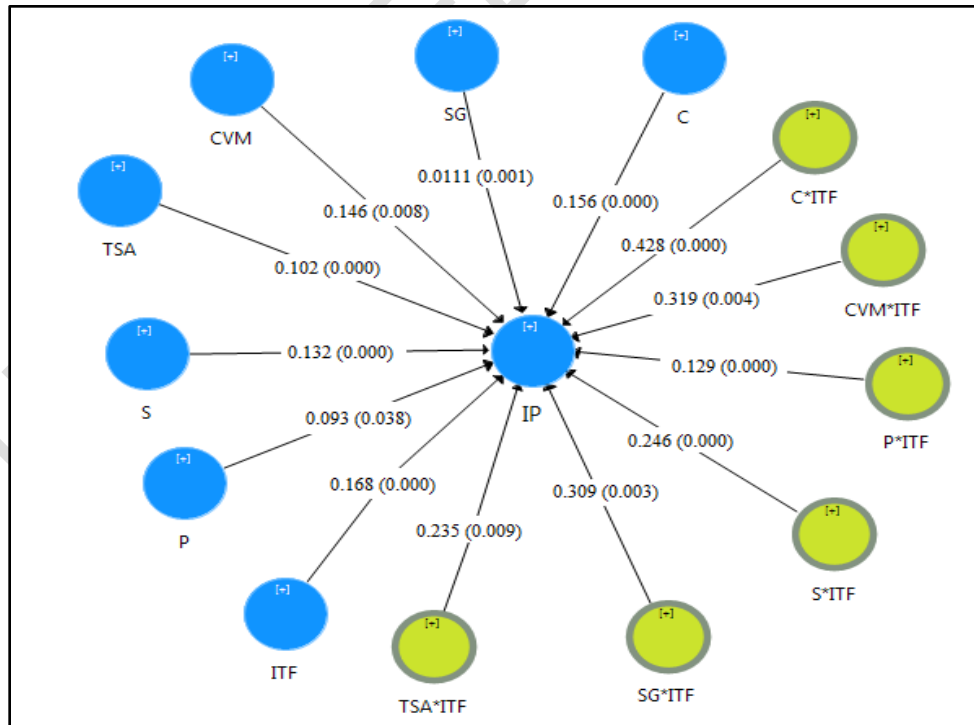 [+]
CVM
[+]
SG
[+]
C
[+]
C*ITF
[+]
TSA
[+]
CVM*ITF
0.0111 (0.001)
0.156 (0.000)
0.146 (0.008)
0.428 (0.000)
0.102 (0.000)
0.319 (0.004)
[+]
S
0.132 (0.000)
[+]
IP
0.129 (0.000)
[+]
P*ITF
0.093 (0.038)
0.246 (0.000)
[+]
P
0.168 (0.000)
0.309 (0.003)
0.235 (0.009)
[+]
S*ITF
[+]
ITF
[+]
TSA*ITF
[+]
SG*ITF